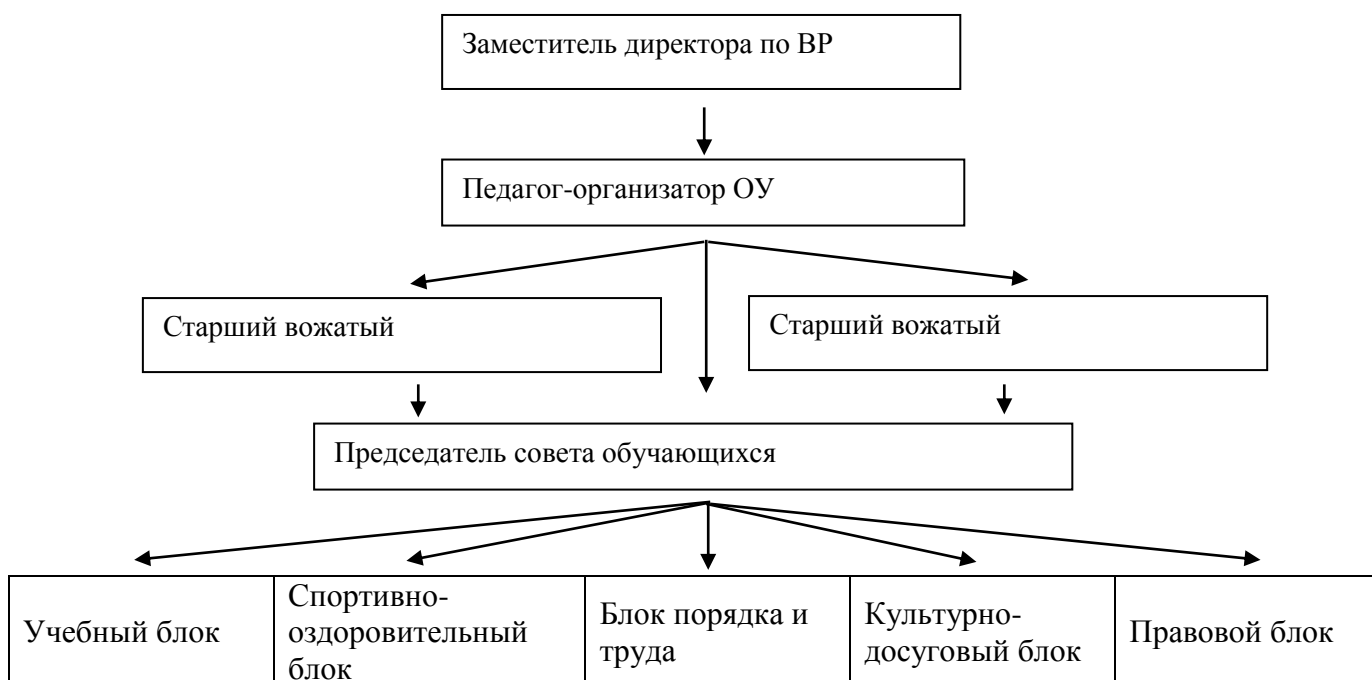 Заместитель директора по ВР
Педагог-организатор ОУ
Старший вожатый
Старший вожатый
Председатель совета обучающихся
Учебный блок
Спортивно-
оздоровительный
блок
Блок порядка и
труда
Культурно-
досуговый блок
Правовой блок